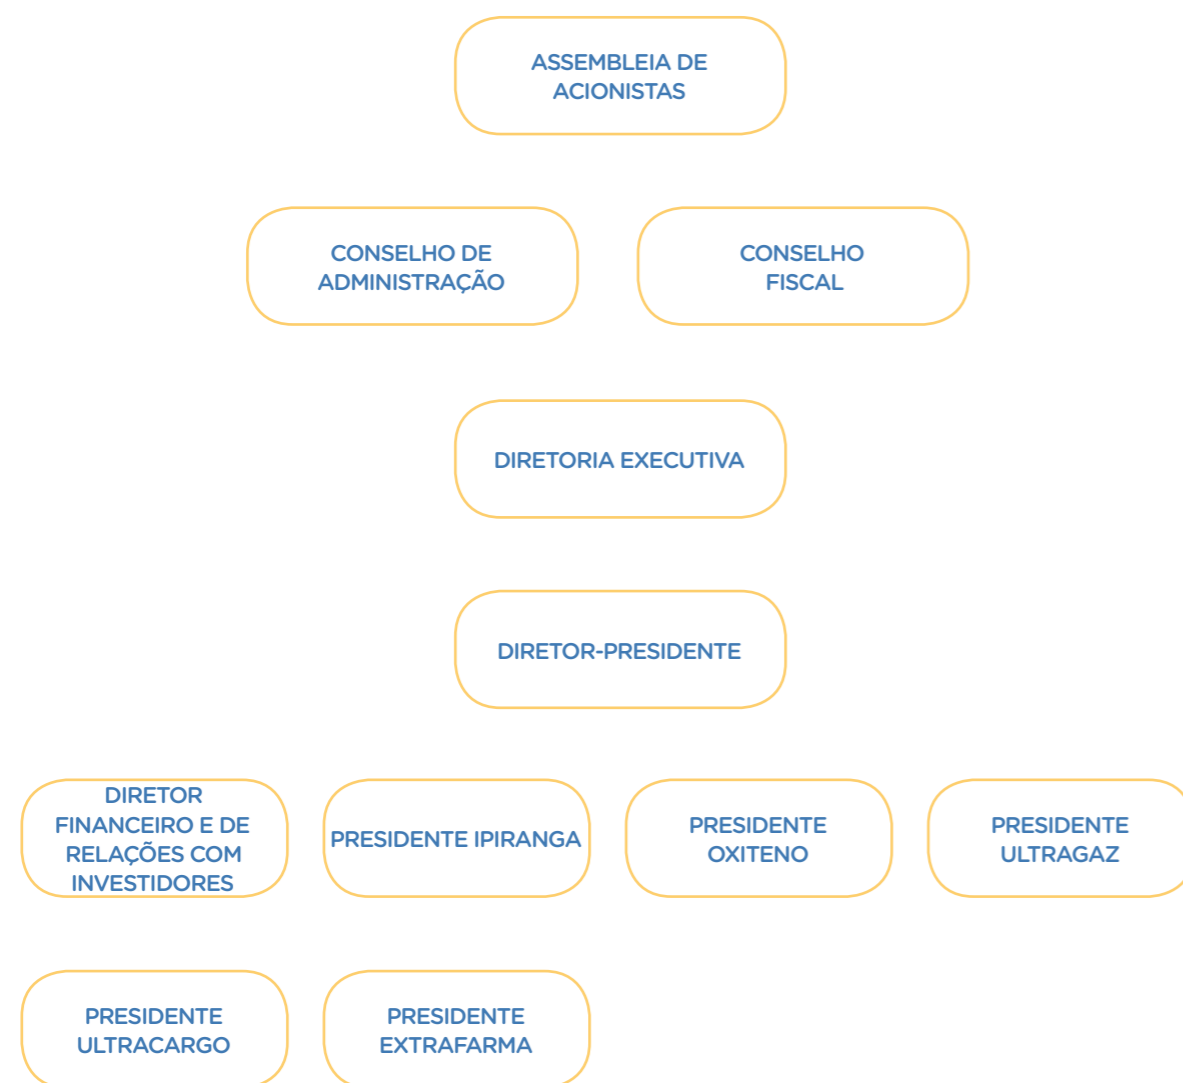 ASSEMBLEIA DE
ACIONISTAS
CONSELHO DE
ADMINISTRAÇÃO
CONSELHO
FISCAL
DIRETORIA EXECUTIVA
DIRETOR-PRESIDENTE
DIRETOR
FINANCEIRO E DE
RELAÇÕES COM
INVESTIDORES
PRESIDENTE IPIRANGA
PRESIDENTE
OXITENO
PRESIDENTE
ULTRAGAZ
PRESIDENTE
ULTRACARGO
PRESIDENTE
EXTRAFARMA